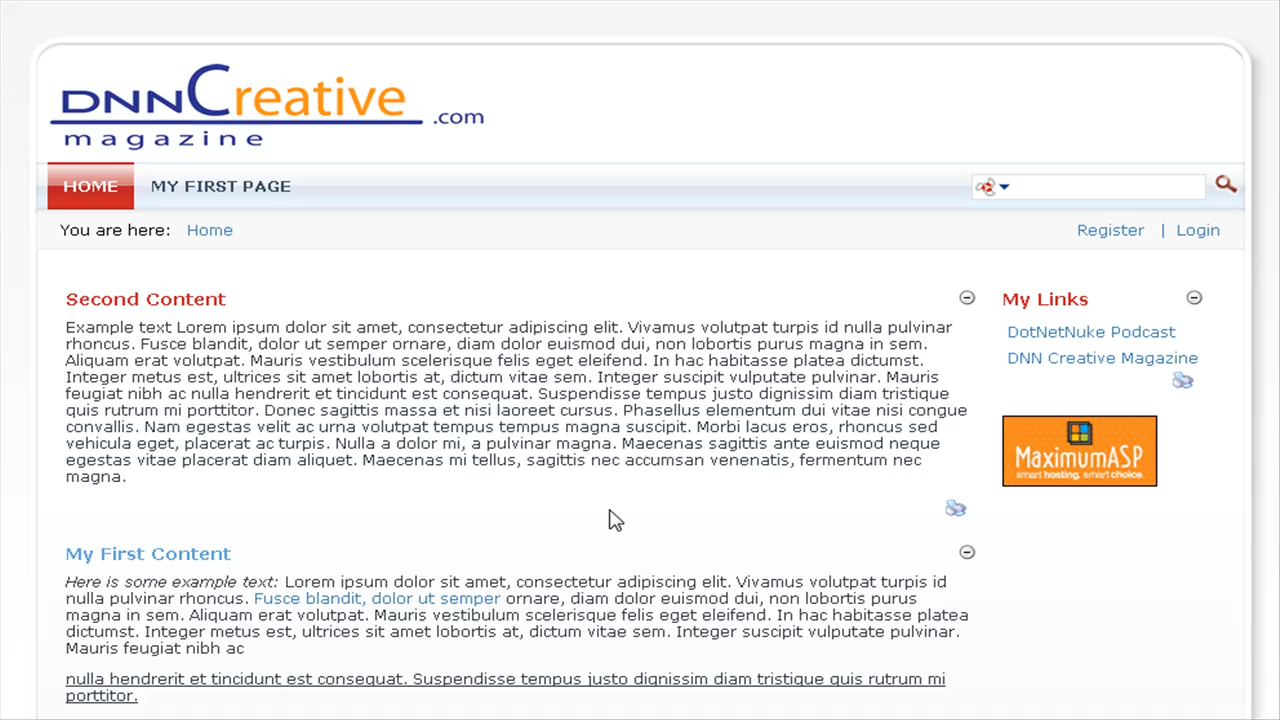 DNNCreative .com
magazine
HOME MY FIRST PAGE
You are here: Home Register | Login
Second Content
Example text Lorem ipsum dolor sit amet, consectetur adipiscing elit. Vivamus volutpat turpis id nulla pulvinar
rhoncus. Fusce blandit, dolor ut semper ornare, diam dolor euismod dui, non lobortis purus magna in sem.
Aliquam erat volutpat. Mauris vestibulum scelerisque felis eget eleifend. In hac habitasse platea dictumst.
Integer metus est, ultrices sit amet lobortis at, dictum vitae sem. Integer suscipit vulputate pulvinar. Mauris
feugiat nibh ac nulla hendrerit et tincidunt est consequat. Suspendisse tempus justo dignissim diam tristique
quis rutrum mi porttitor. Donec sagittis massa et nisi laoreet cursus. Phasellus elementum dui vitae nisi congue
convallis. Nam egestas velit ac urna volutpat tempus tempus magna suscipit. Morbi lacus eros, rhoncus sed
vehicula eget, placerat ac turpis. Nulla a dolor mi, a pulvinar magna. Maecenas sagittis ante euismod neque
egestas vitae placerat diam aliquet. Maecenas mi tellus, sagittis nec accumsan venenatis, fermentum nec
magna.
My First Content
Here is some example text: Lorem ipsum dolor sit amet, consectetur adipiscing elit. Vivamus volutpat turpis id
nulla pulvinar rhoncus. Fusce blandit, dolor ut semper ornare, diam dolor euismod dui, non lobortis purus
magna in sem. Aliquam erat volutpat. Mauris vestibulum scelerisque felis eget eleifend. In hac habitasse platea
dictumst. Integer metus est, ultrices sit amet lobortis at, dictum vitae sem. Integer suscipit vulputate pulvinar.
Mauris feugiat nibh ac
nulla hendrerit et tincidunt est consequat. Suspendisse tempus justo dignissim diam tristique quis rutrum mi
porttitor.
My Links
DotNetNuke Podcast
DNN Creative Magazine
MaximumASP
smart hosting. smart choice.